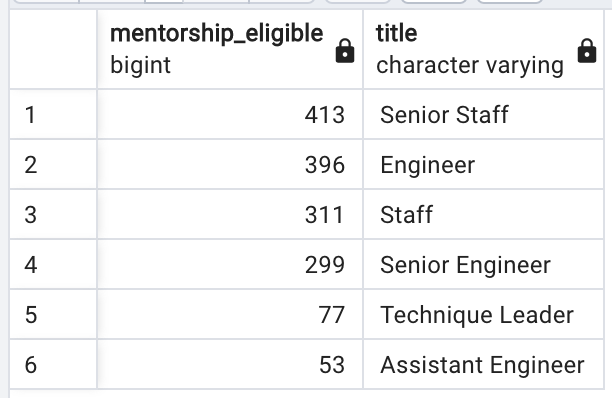 mentorship_eligible title
bigint character varying
1 413 Senior Staff
2 396 Engineer
3 311 Staff
4 299 Senior Engineer
5 77 Technique Leader
6 53 Assistant Engineer